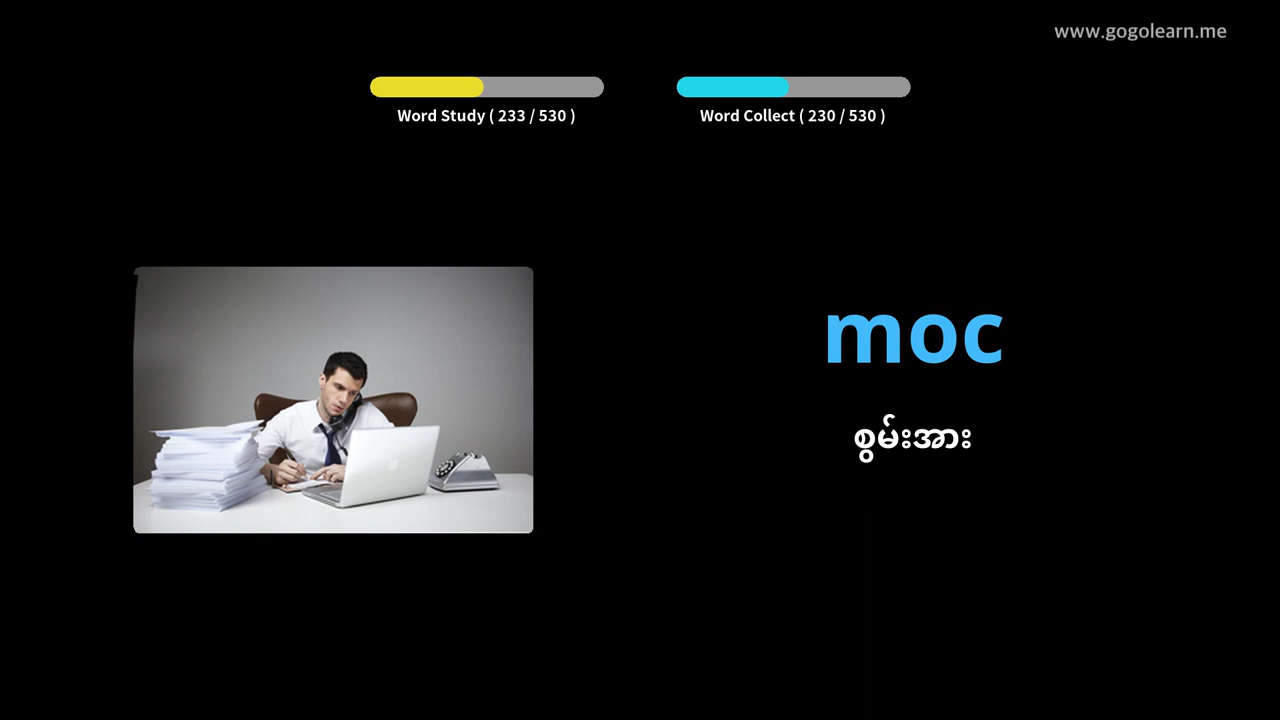 www.gogolearn.me
Word Study ( 233 / 530 )
Word Collect ( 230 / 530 )
moc
စွမ်းအား